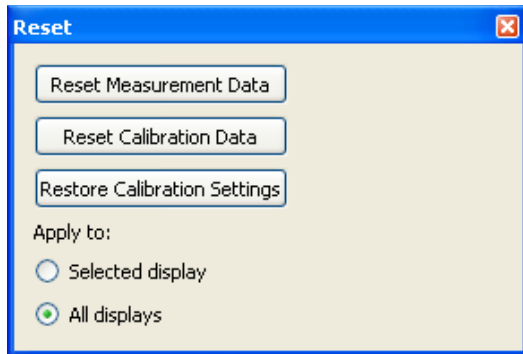 Reset
Reset Measurement Data
Reset Calibration Data
Restore Calibration Settings
Apply to:
Selected display
All displays